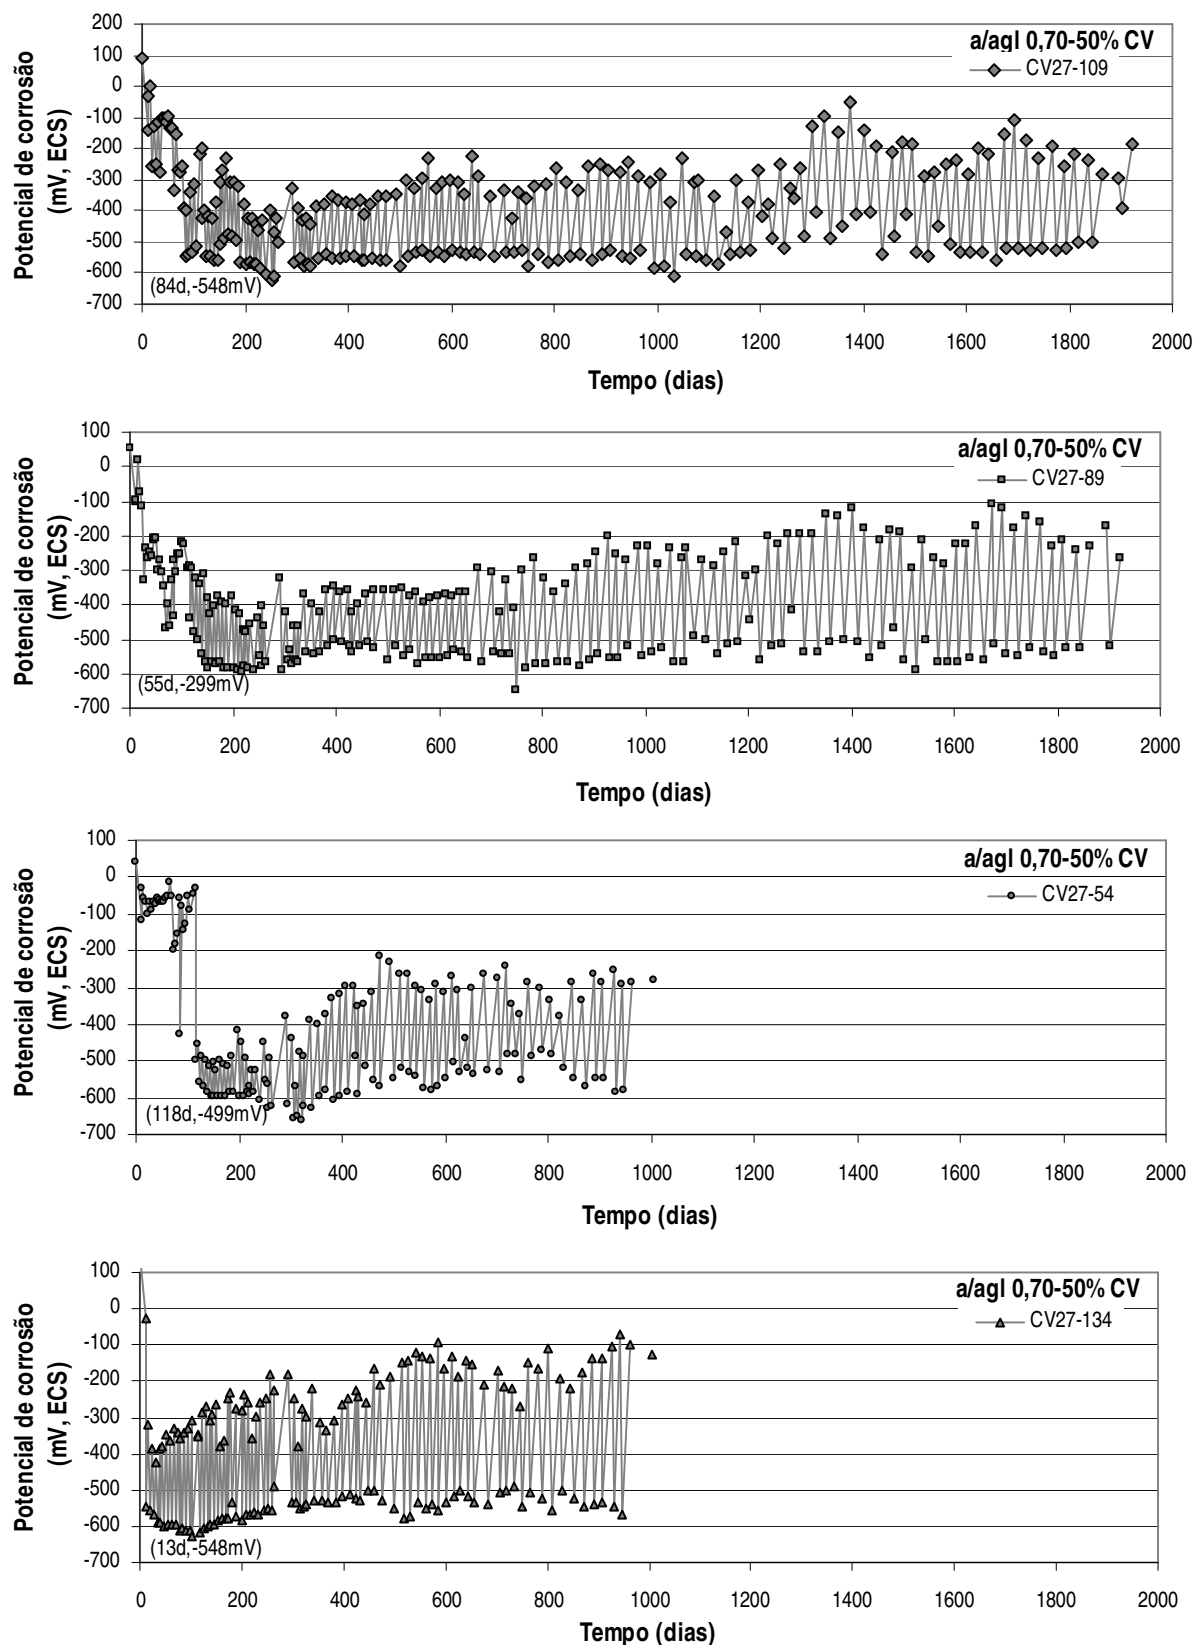 200
a/agl 0,70-50% CV
100
CV27-109
0
-100
-200
-300
-400
-500
-600
(84d,-548mV)
-700
0 200 400 600 800 1000 1200 1400 1600 1800 2000
Potencial de corrosão
(mV, ECS)
Tempo (dias)
100
a/agl 0,70-50% CV
0
CV27-89
-100
-200
-300
-400
-500
-600
(55d,-299mV)
-700
0 200 400 600 800 1000 1200 1400 1600 1800 2000
Potencial de corrosão
(mV, ECS)
Tempo (dias)
100
a/agl 0,70-50% CV
0
CV27-54
-100
-200
-300
-400
-500
-600
(118d,-499mV)
-700
0 200 400 600 800 1000 1200 1400 1600 1800 2000
Potencial de corrosão
(mV, ECS)
Tempo (dias)
100
a/agl 0,70-50% CV
0
CV27-134
-100
-200
-300
-400
-500
-600
(13d,-548mV)
-700
0 200 400 600 800 1000 1200 1400 1600 1800 2000
Potencial de corrosão
(mV, ECS)
Tempo (dias)